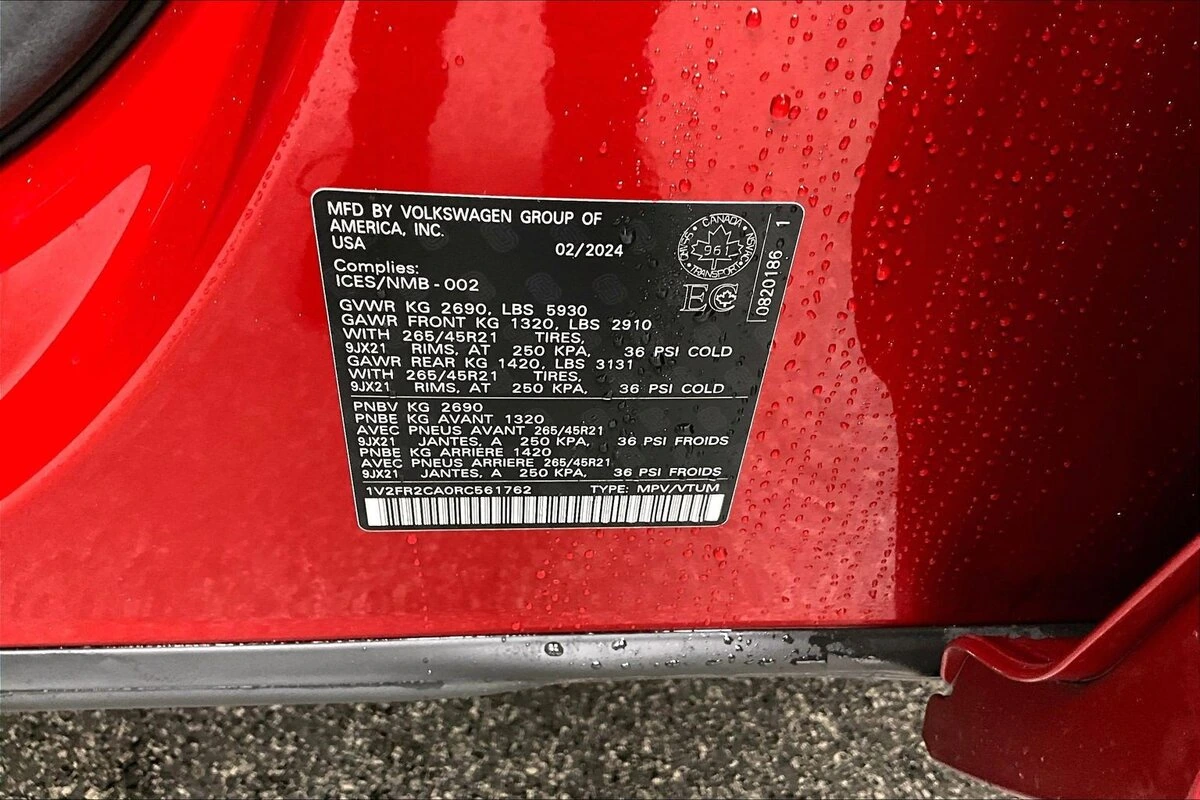 MFD BY VOLKSWAGEN GROUP OF
AMERICA, INC.
USA 02/2024
Complies:
ICES/NMB-002
CANADA
961
TRANSPORT
EC
0820186 1
GVWR KG 2690, LBS 5930
GAWR FRONT KG 1320, LBS 2910
WITH 265/45R21 TIRES,
9JX21 RIMS, AT 250 KPA, 36 PSI COLD
GAWR REAR KG 1420, LBS 3131
WITH 265/45R21 TIRES,
9JX21 RIMS, AT 250 KPA, 36 PSI COLD
PNBV KG 2690
PNBE KG AVANT 1320
AVEC PNEUS AVANT 265/45R21
9JX21 JANTES, A 250 KPA, 36 PSI FROIDS
PNBE KG ARRIERE 1420
AVEC PNEUS ARRIERE 265/45R21
9JX21 JANTES, A 250 KPA, 36 PSI FROIDS
1V2FR2CA0RC561762 TYPE: MPV/VTUM